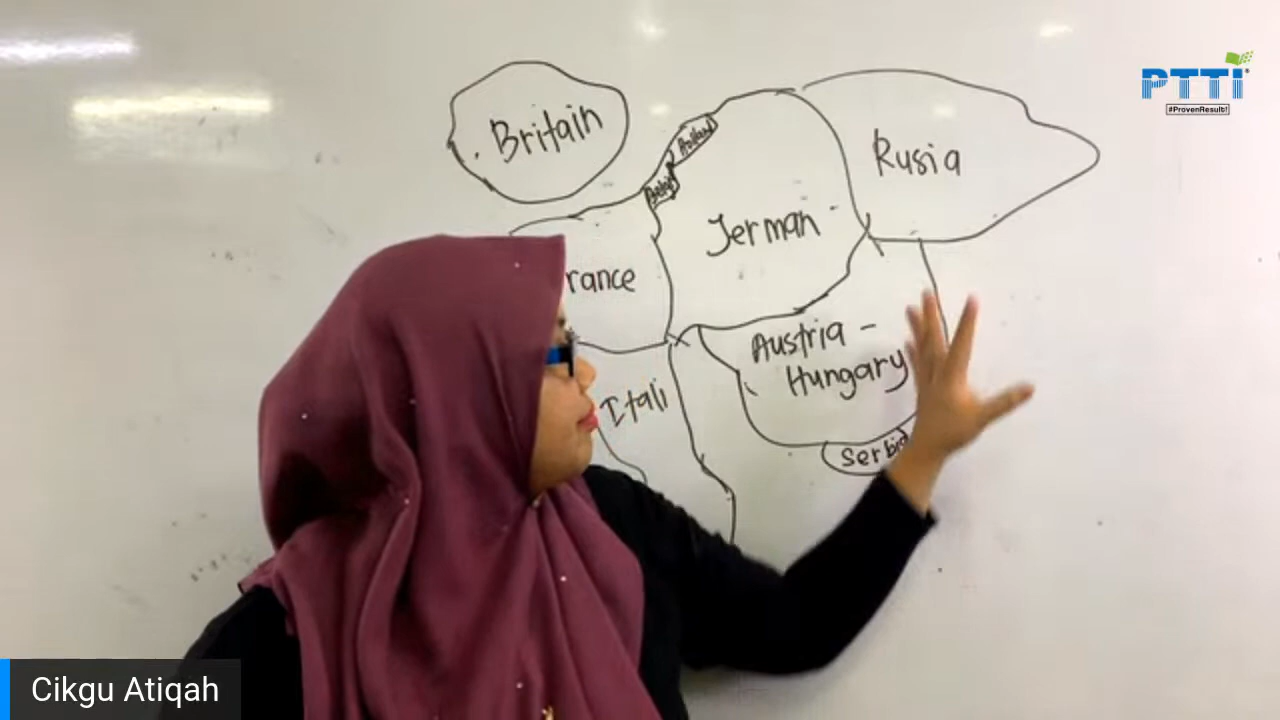 PTTI
#ProvenResult!
Britain
Rusia
Jerman
rance
Austria -
Hungary
Itali
Serbia
Cikgu Atiqah